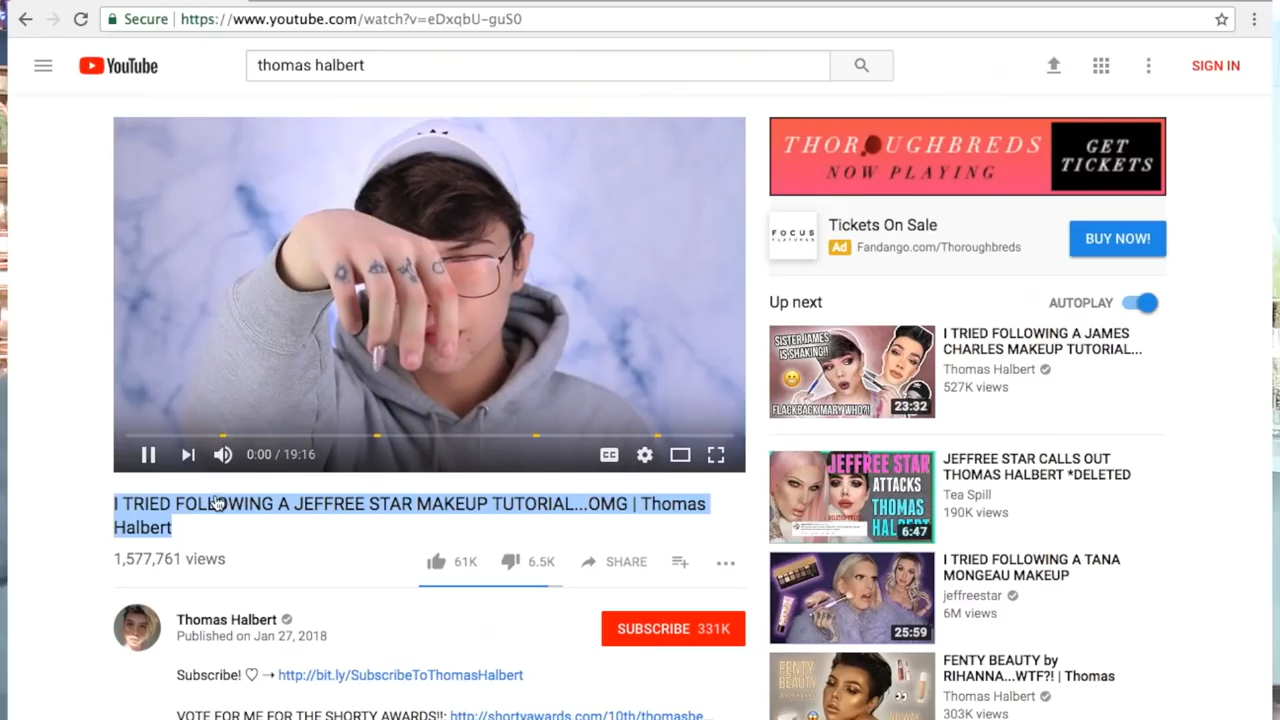 Secure
https://www.youtube.com/watch?v=eDxqbU-guS0
YouTube
thomas halbert
SIGN IN
THOROUGHBREDS
NOW PLAYING
GET
TICKETS
FOCUS
FEATURES
Tickets On Sale
Ad Fandango.com/Thoroughbreds
BUY NOW!
0:00 / 19:16
CC
I TRIED FOLLOWING A JEFFREE STAR MAKEUP TUTORIAL...OMG | Thomas
Halbert
1,577,761 views
61K
6.5K
SHARE
Thomas Halbert
Published on Jan 27, 2018
SUBSCRIBE 331K
Subscribe! ♡ → http://bit.ly/SubscribeToThomasHalbert
VOTE FOR ME FOR THE SHORTY AWARDS!!: http://shortyawards.com/10th/thomasbe...
Up next
AUTOPLAY
SISTER JAMES
IS SHAKING!!
FLACKBACK MARY WHO?!
23:32
I TRIED FOLLOWING A JAMES
CHARLES MAKEUP TUTORIAL...
Thomas Halbert
527K views
JEFFREE STAR
ATTACKS
THOMAS
HAL
6:47
JEFFREE STAR CALLS OUT
THOMAS HALBERT *DELETED
Tea Spill
190K views
25:59
I TRIED FOLLOWING A TANA
MONGEAU MAKEUP
jeffreestar
6M views
FENTY
BEAUTY
by
RIHANNA
FENTY BEAUTY by
RIHANNA...WTF?! | Thomas
Thomas Halbert
303K views